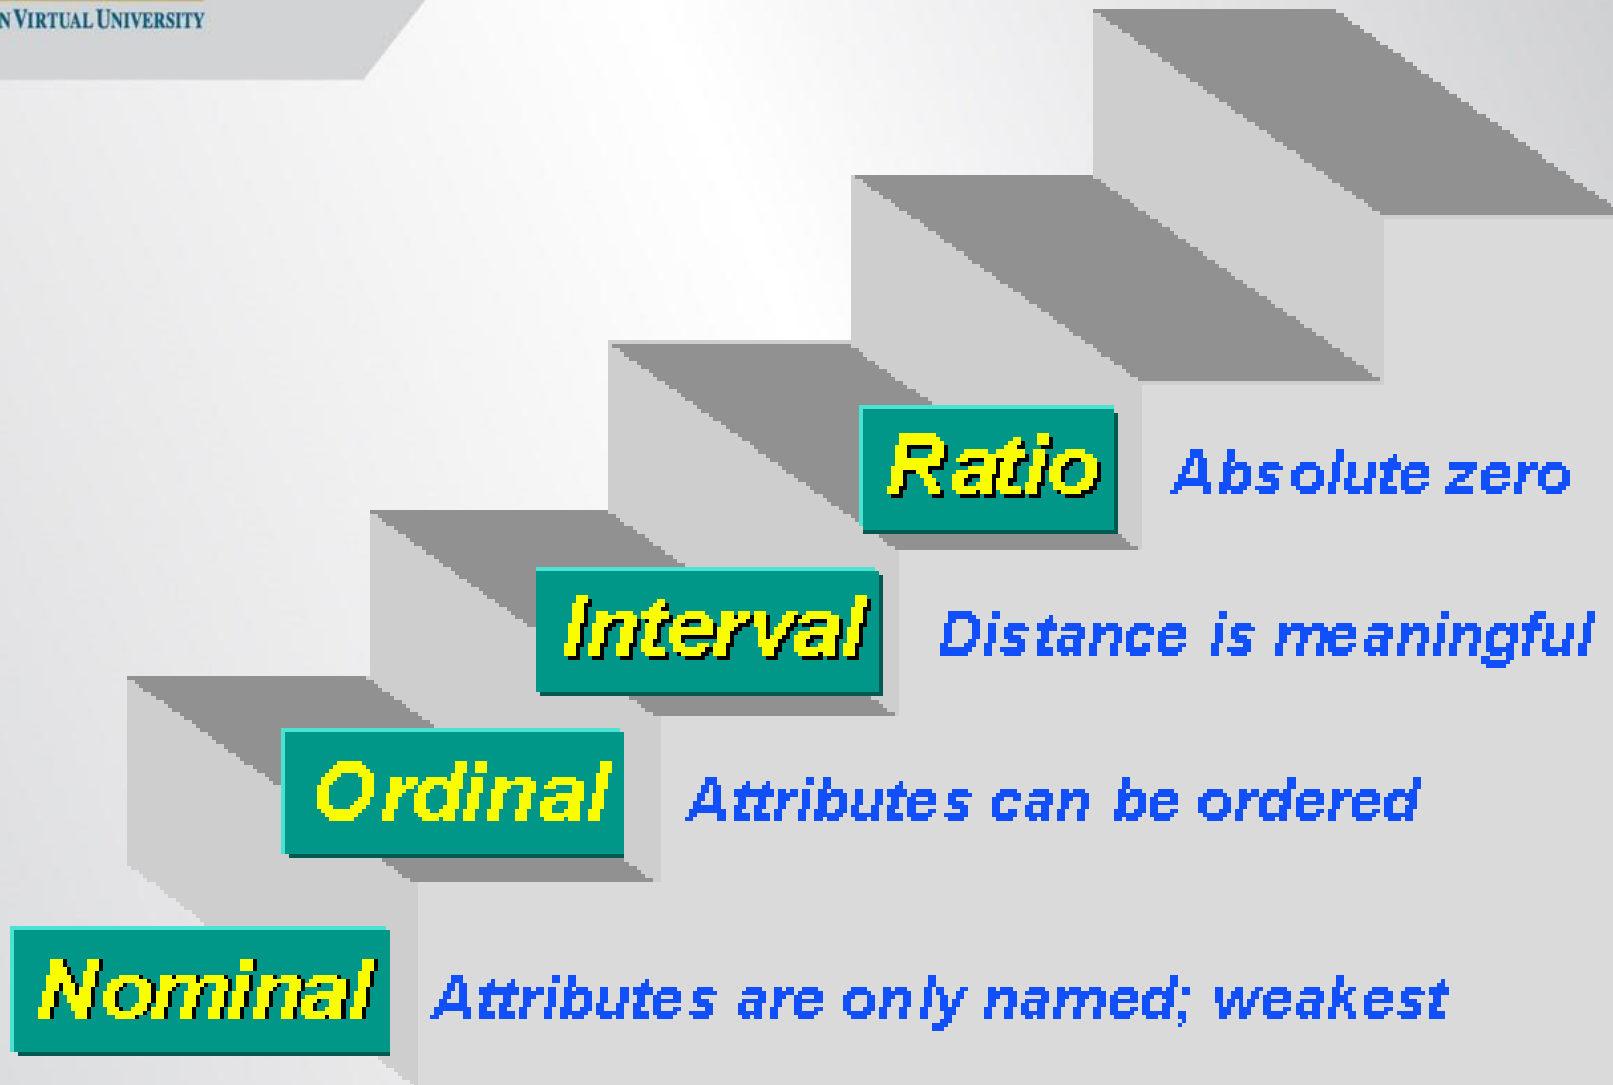 N VIRTUAL UNIVERSITY
Ratio Absolute zero
Interval Distance is meaningful
Ordinal Attributes can be ordered
Nominal Attributes are only named; weakest